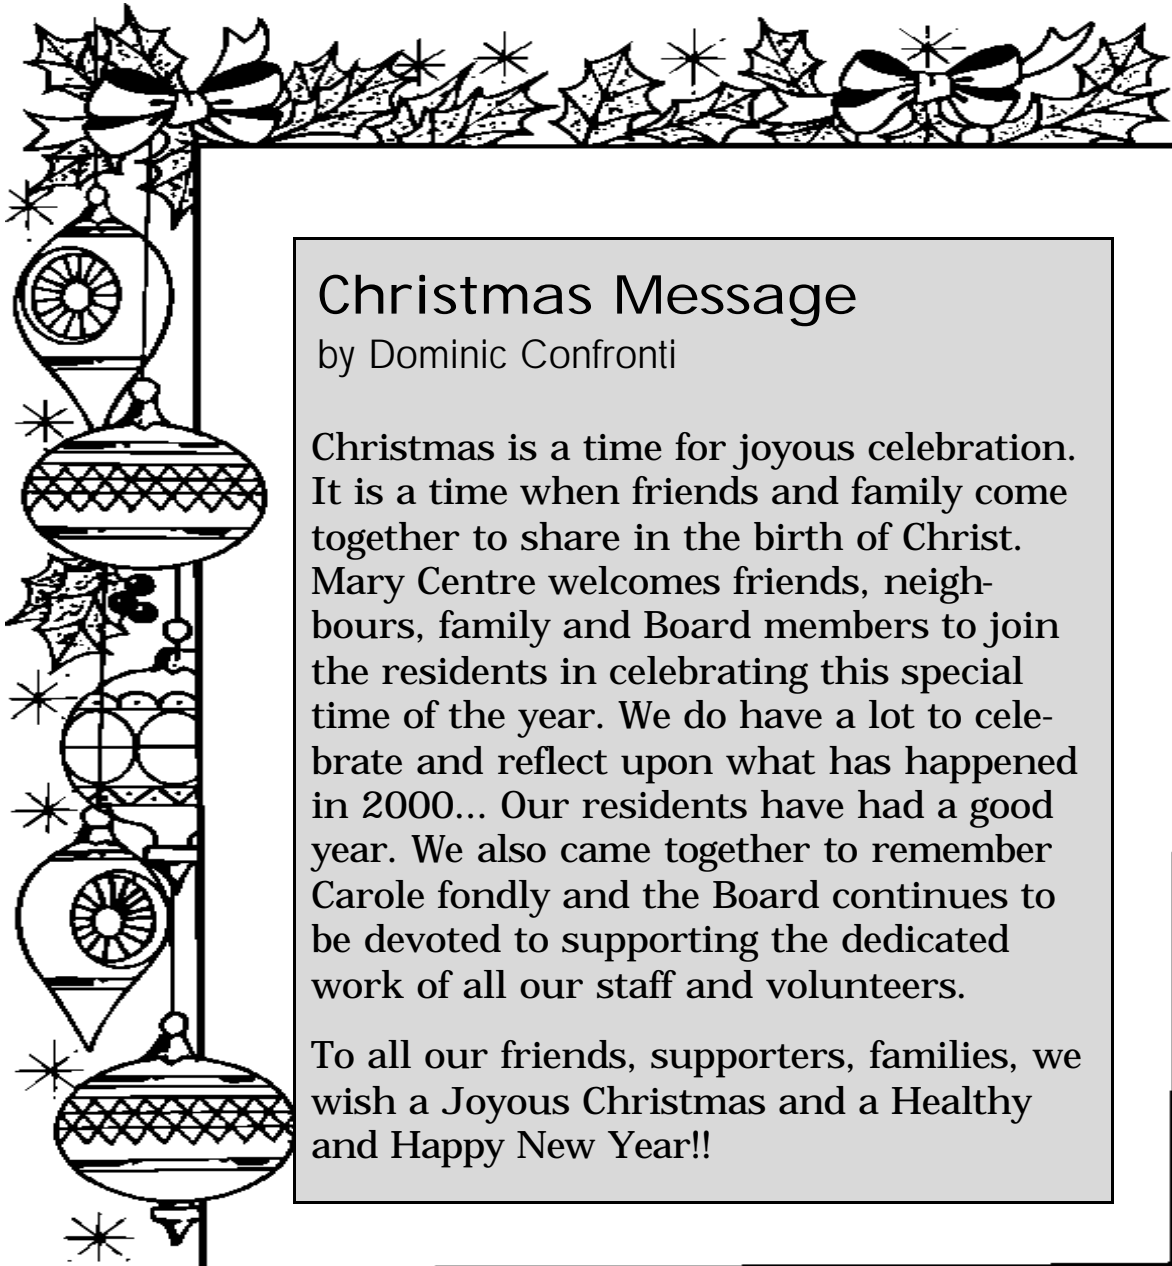 Christmas Message
by Dominic Confronti
Christmas is a time for joyous celebration.
It is a time when friends and family come
together to share in the birth of Christ.
Mary Centre welcomes friends, neigh-
bours, family and Board members to join
the residents in celebrating this special
time of the year. We do have a lot to cele-
brate and reflect upon what has happened
in 2000... Our residents have had a good
year. We also came together to remember
Carole fondly and the Board continues to
be devoted to supporting the dedicated
work of all our staff and volunteers.
To all our friends, supporters, families, we
wish a Joyous Christmas and a Healthy
and Happy New Year!!